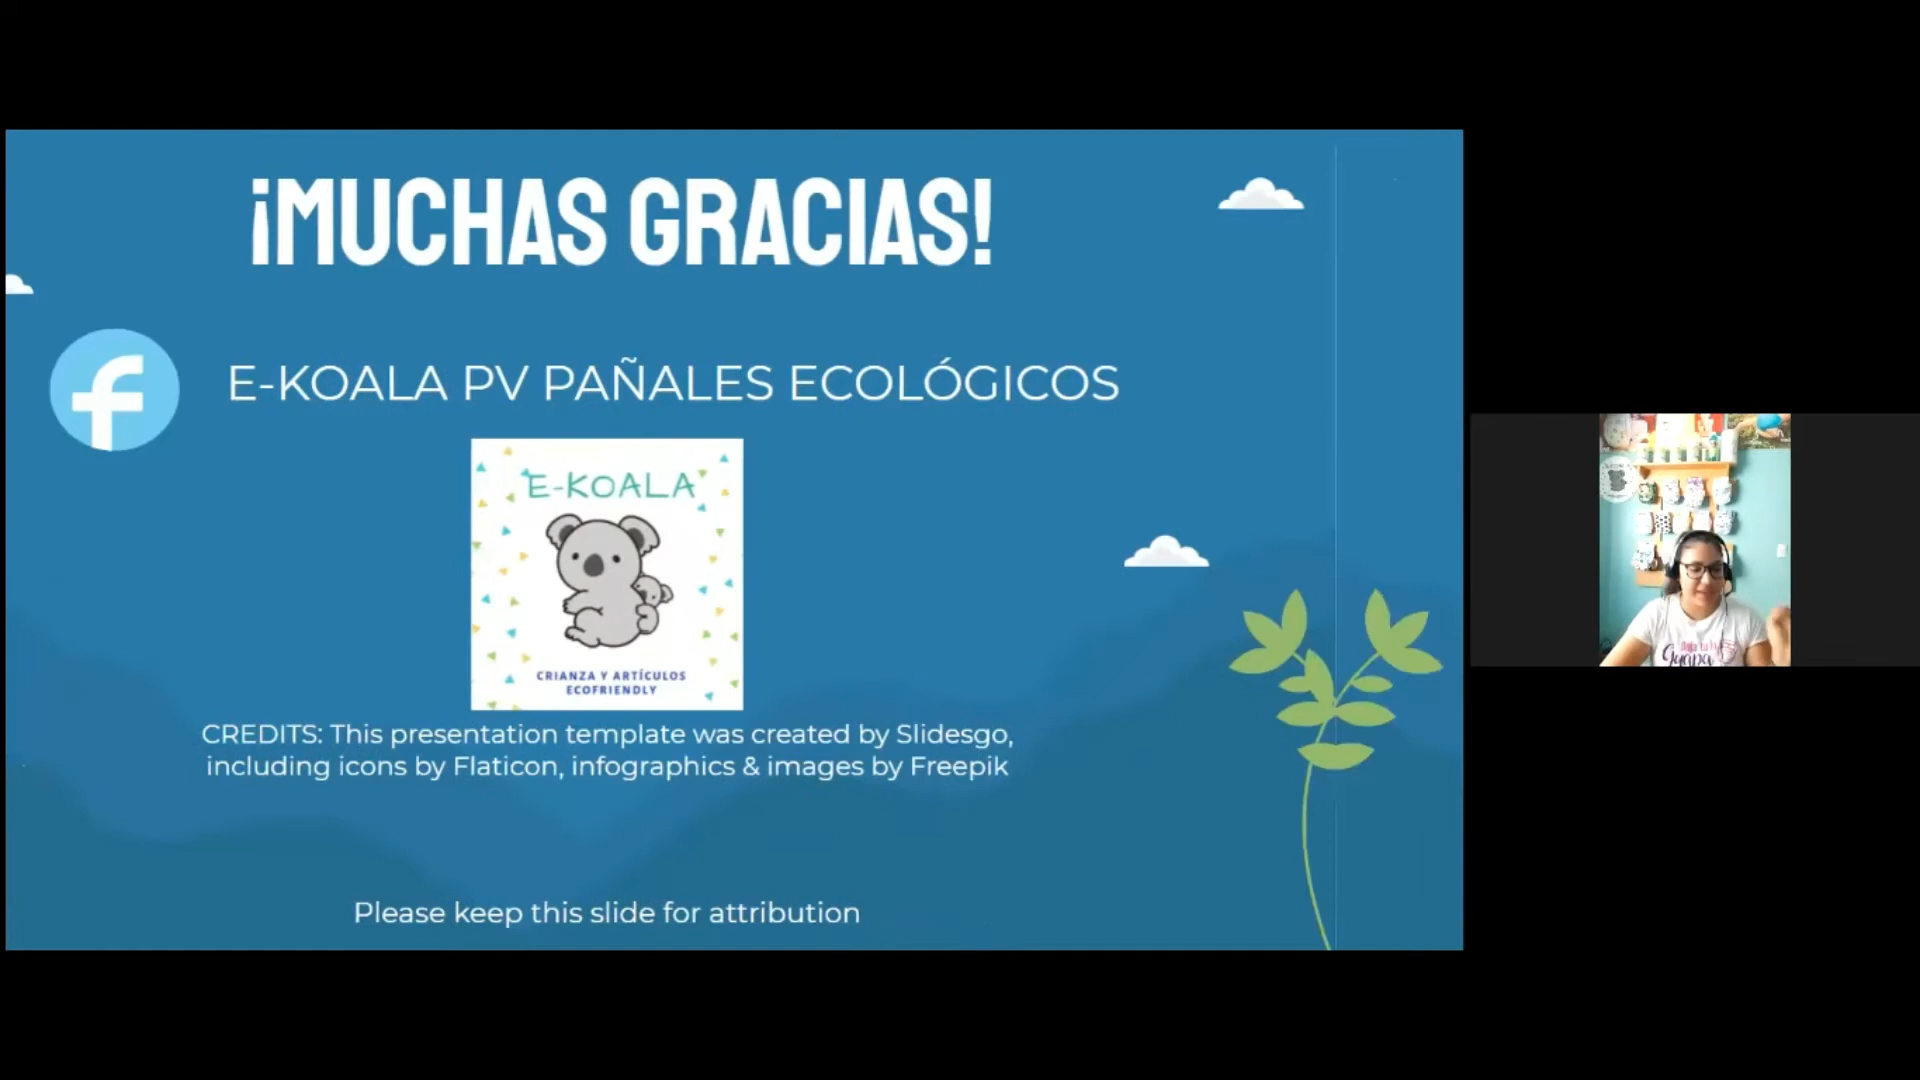 ¡MUCHAS GRACIAS!
E-KOALA PV PAÑALES ECOLÓGICOS
E-KOALA
CRIANZA Y ARTÍCULOS
ECOFRIENDLY
CREDITS: This presentation template was created by Slidesgo,
including icons by Flaticon, infographics & images by Freepik
Please keep this slide for attribution
Guapa